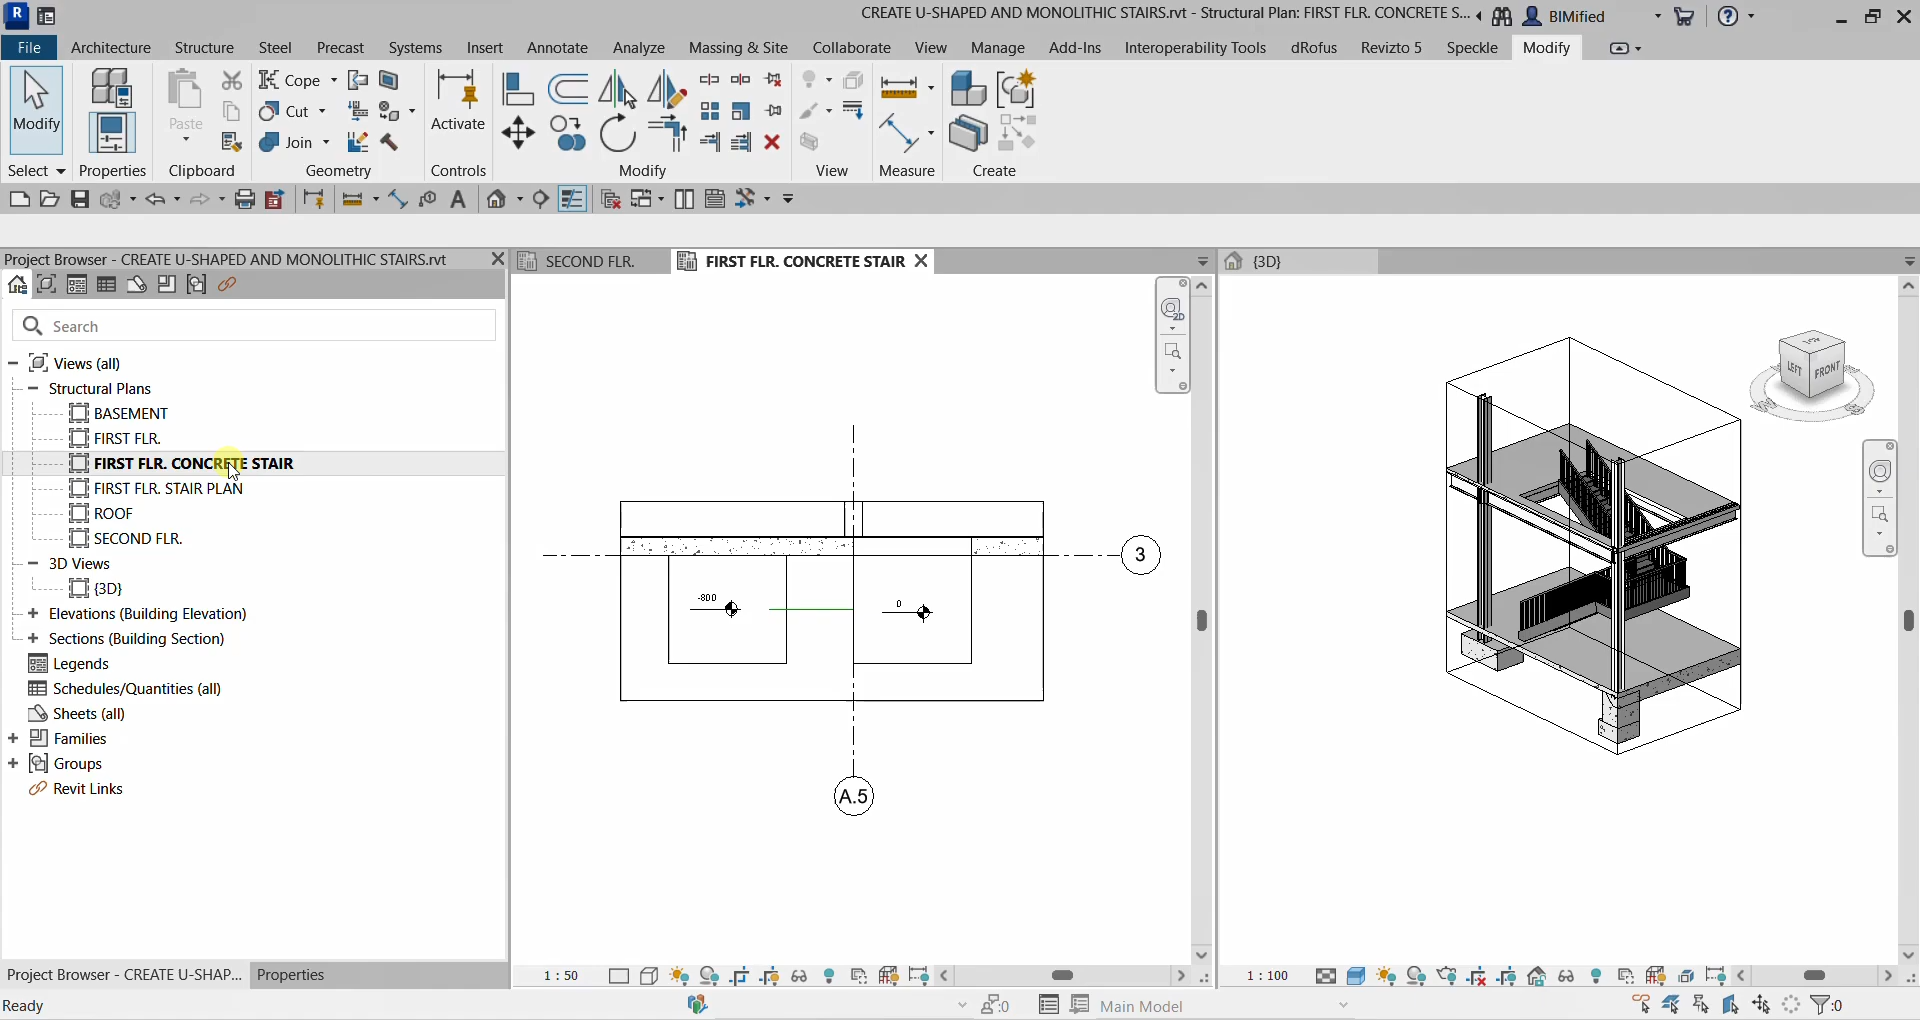 CREATE U-SHAPED AND MONOLITHIC STAIRS.rvt - Structural Plan: FIRST FLR. CONCRETE S...
BIMified
File
Architecture
Structure
Steel
Precast
Systems
Insert
Annotate
Analyze
Massing & Site
Collaborate
View
Manage
Add-Ins
Interoperability Tools
dRofus
Revizto 5
Speckle
Modify
Modify
Paste
Cope
Cut
Join
Activate
Select
Properties
Clipboard
Geometry
Controls
Modify
View
Measure
Create
Project Browser - CREATE U-SHAPED AND MONOLITHIC STAIRS.rvt
SECOND FLR.
FIRST FLR. CONCRETE STAIR
{3D}
Search
Views (all)
Structural Plans
BASEMENT
FIRST FLR.
FIRST FLR. CONCRETE STAIR
FIRST FLR. STAIR PLAN
ROOF
SECOND FLR.
3D Views
{3D}
Elevations (Building Elevation)
Sections (Building Section)
Legends
Schedules/Quantities (all)
Sheets (all)
Families
Groups
Revit Links
2D
3
-800
0
A.5
LEFT
FRONT
Project Browser - CREATE U-SHAP...
Properties
1 : 50
1 : 100
Ready
:0
Main Model
:0